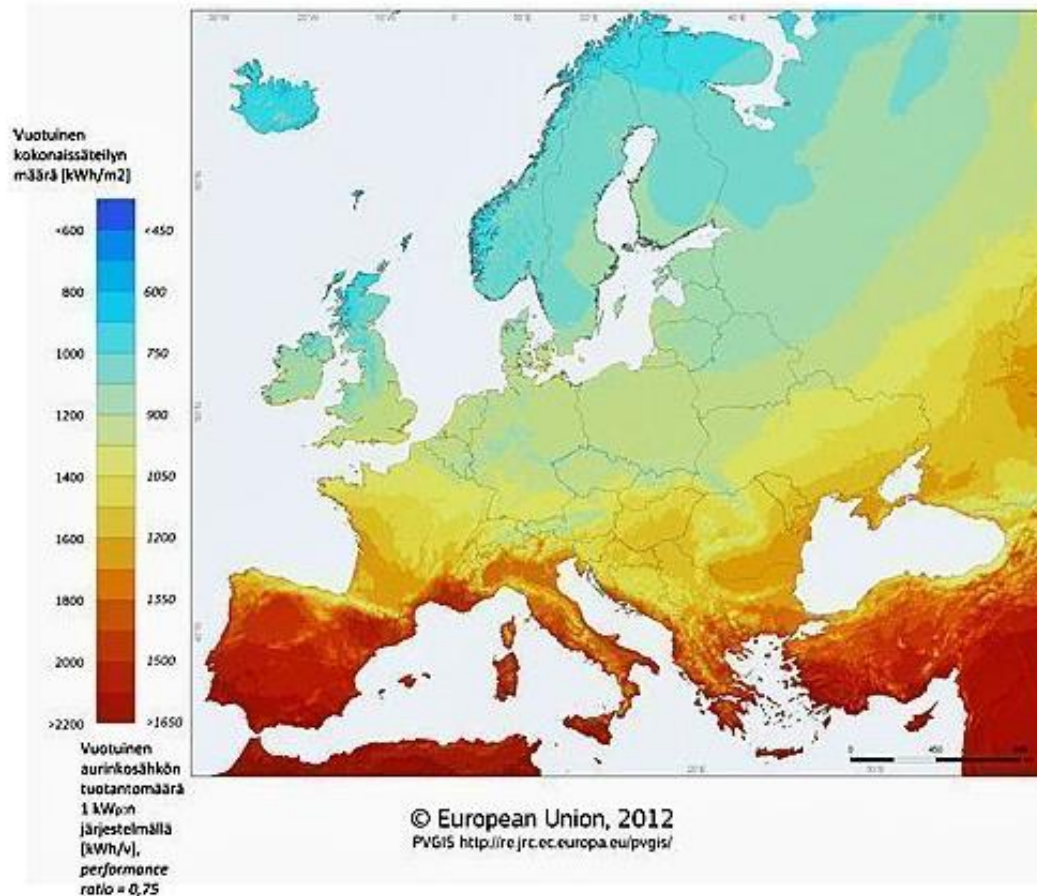 Vuotuinen
kokonaissäteilyn
määrä [kWh/m2]
<600 <450
800 600
1000 750
1200 900
1400 1050
1600 1200
1800 1350
2000 1500
>2200 >1650
Vuotuinen
aurinkosähkön
tuotantomäärä
1 kWp:n
järjestelmällä
[kWh/v],
performance
ratio = 0,75
© European Union, 2012
PVGIS http://re.jrc.ec.europa.eu/pvgis/